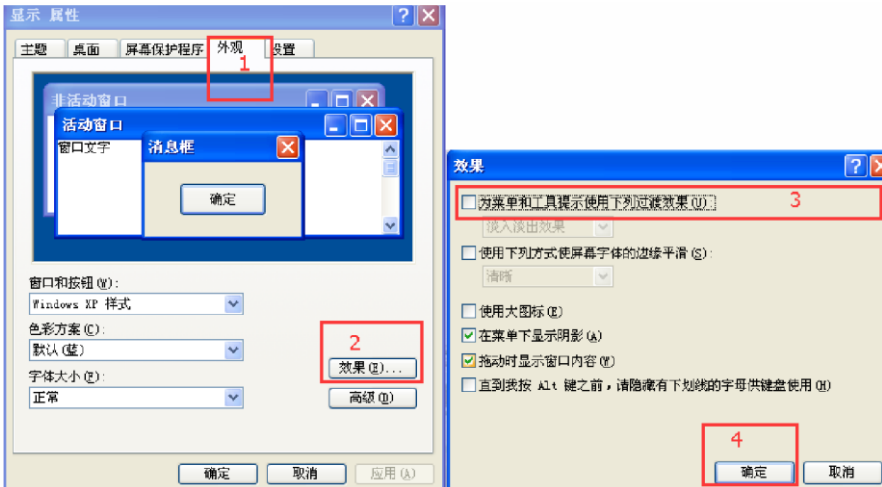 显示 属性
主题 桌面 屏幕保护程序 外观 设置
1
非活动窗口
活动窗口
窗口文字
消息框
确定
窗口和按钮(W):
Windows XP 样式
色彩方案(C):
默认(蓝)
字体大小(F):
正常
2
效果(E)...
高级(D)
确定 取消 应用(A)
效果
为菜单和工具提示使用下列过渡效果(U):
3
淡入淡出效果
使用下列方式使屏幕字体的边缘平滑(S):
清晰
使用大图标(E)
在菜单下显示阴影(A)
拖动时显示窗口内容(W)
直到我按 Alt 键之前，请隐藏有下划线的字母供键盘使用(H)
4
确定 取消